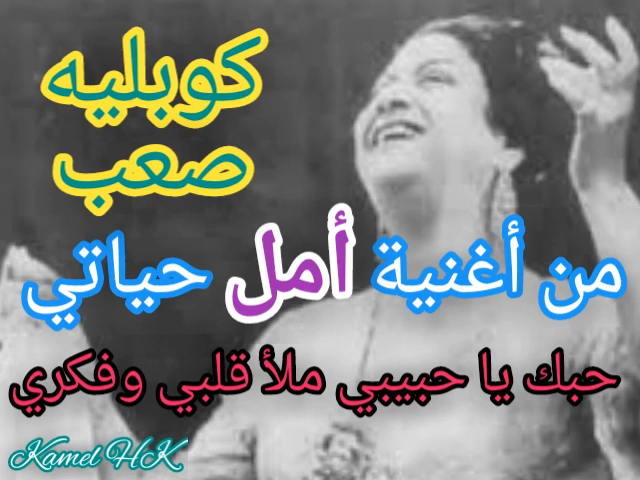 كوبليه
صعب
من أغنية أمل حياتي
حبك يا حبيبي ملأ قلبي وفكري
Kamel HK